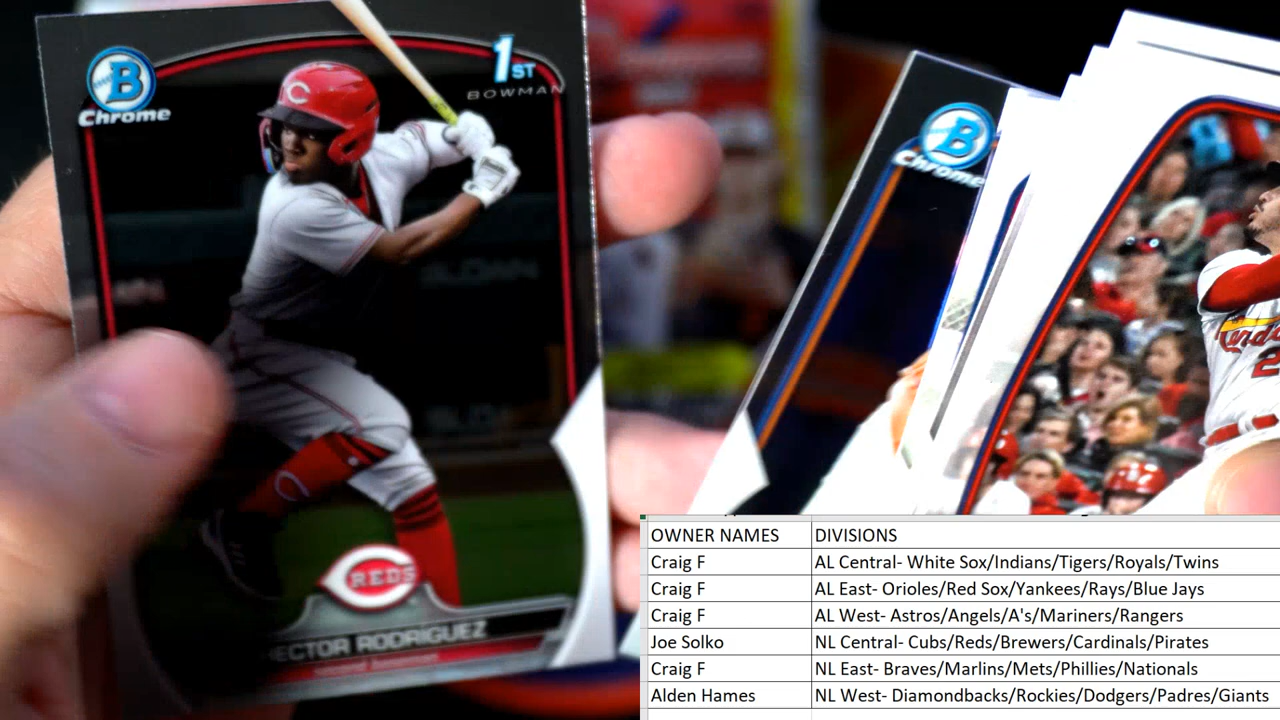 B
Chrome
1ST
BOWMAN
REDS
HECTOR RODRIGUEZ
B
Chrome
OWNER NAMES DIVISIONS
Craig F AL Central- White Sox/Indians/Tigers/Royals/Twins
Craig F AL East- Orioles/Red Sox/Yankees/Rays/Blue Jays
Craig F AL West- Astros/Angels/A's/Mariners/Rangers
Joe Solko NL Central- Cubs/Reds/Brewers/Cardinals/Pirates
Craig F NL East- Braves/Marlins/Mets/Phillies/Nationals
Alden Hames NL West- Diamondbacks/Rockies/Dodgers/Padres/Giants